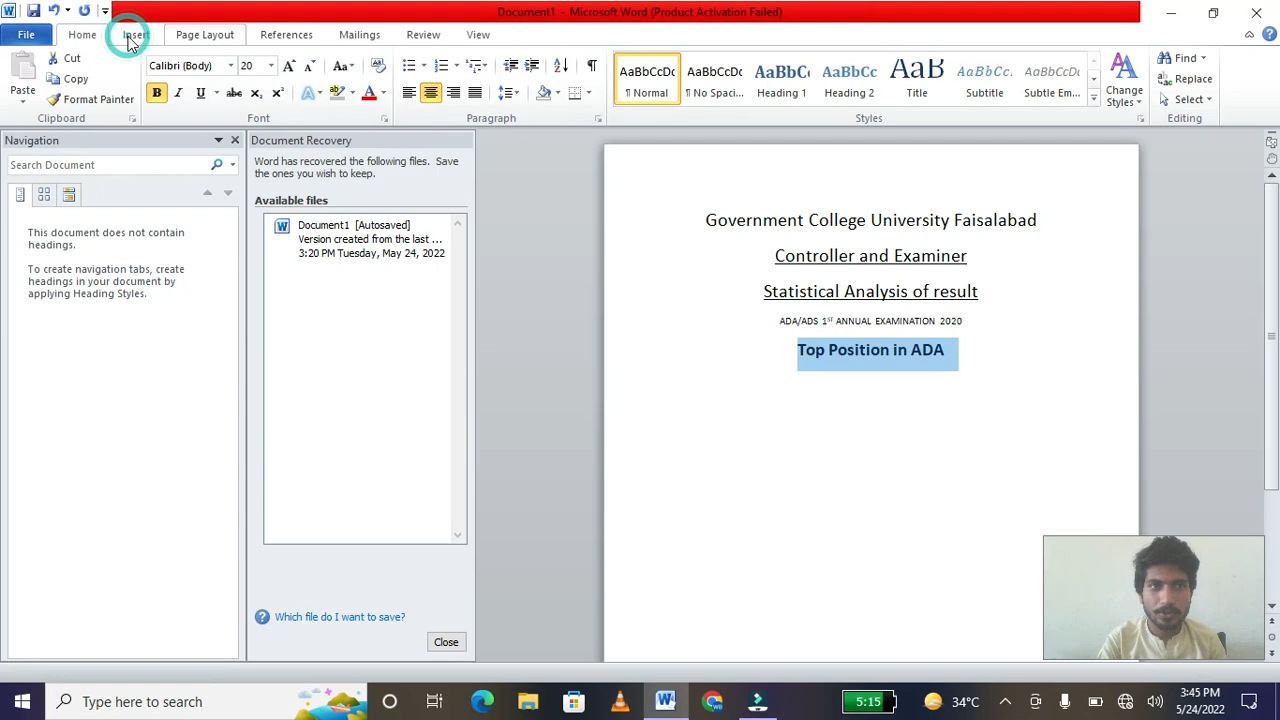 Document1 - Microsoft Word (Product Activation Failed)
File Home Insert Page Layout References Mailings Review View
Cut
Copy
Format Painter
Paste
Clipboard
Calibri (Body) 20
Font
Paragraph
AaBbCcDc AaBbCcDc AaBbCc AaBbCc AaB AaBbCcDc AaBbCcDc
¶ Normal ¶ No Spaci... Heading 1 Heading 2 Title Subtitle Subtle Em...
Styles
Change
Styles
Find
Replace
Select
Editing
Navigation
Search Document
This document does not contain
headings.
To create navigation tabs, create
headings in your document by
applying Heading Styles.
Document Recovery
Word has recovered the following files. Save
the ones you wish to keep.
Available files
Document1 [Autosaved]
Version created from the last ...
3:20 PM Tuesday, May 24, 2022
Which file do I want to save?
Close
Government College University Faisalabad
Controller and Examiner
Statistical Analysis of result
ADA/ADS 1ST ANNUAL EXAMINATION 2020
Top Position in ADA
Type here to search
5:15
34°C
3:45 PM
5/24/2022